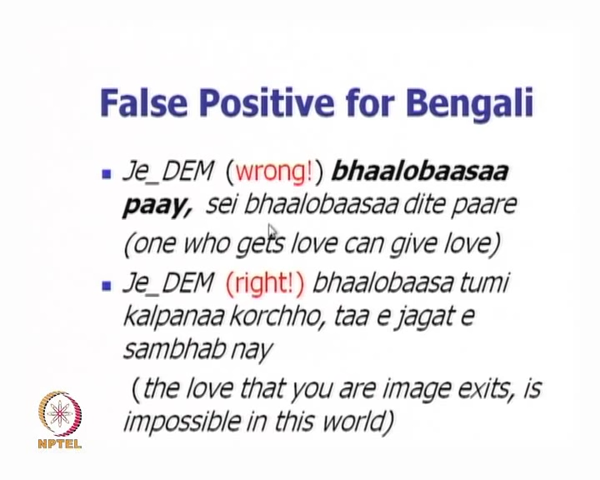 False Positive for Bengali
Je_DEM (wrong!) bhaalobaasaa
paay, sei bhaalobaasaa dite paare
(one who gets love can give love)
Je_DEM (right!) bhaalobaasa tumi
kalpanaa korchho, taa e jagat e
sambhab nay
(the love that you are image exits, is
impossible in this world)
NPTEL